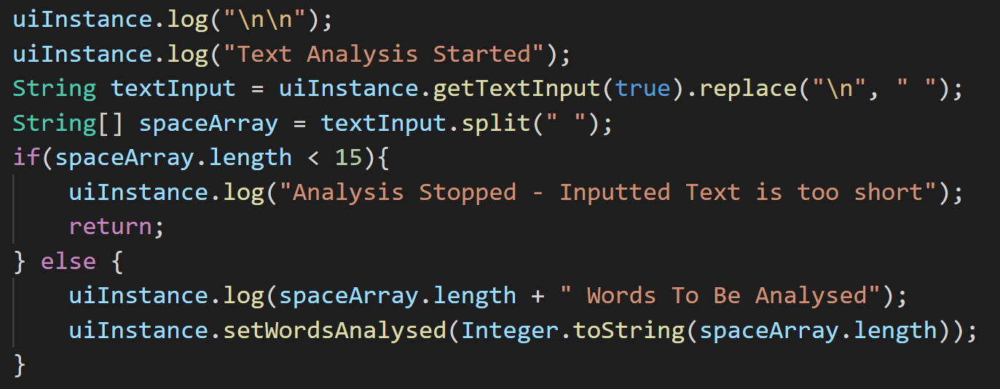 uiInstance.log("\n\n");
uiInstance.log("Text Analysis Started");
String textInput = uiInstance.getTextInput(true).replace("\n", " ");
String[] spaceArray = textInput.split(" ");
if(spaceArray.length < 15){
    uiInstance.log("Analysis Stopped - Inputted Text is too short");
    return;
} else {
    uiInstance.log(spaceArray.length + " Words To Be Analysed");
    uiInstance.setWordsAnalysed(Integer.toString(spaceArray.length));
}